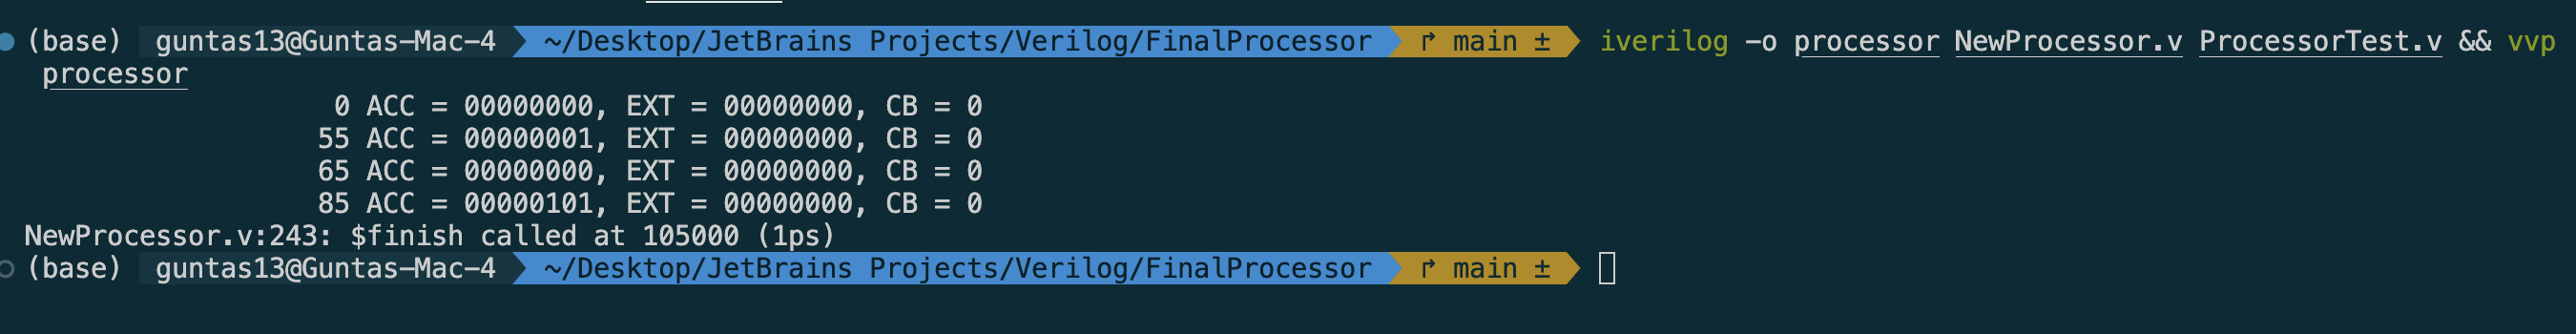 (base) guntas13@Guntas-Mac-4 ~/Desktop/JetBrains Projects/Verilog/FinalProcessor ↱ main ± iverilog -o processor NewProcessor.v ProcessorTest.v && vvp
processor
0 ACC = 00000000, EXT = 00000000, CB = 0
55 ACC = 00000001, EXT = 00000000, CB = 0
65 ACC = 00000000, EXT = 00000000, CB = 0
85 ACC = 00000101, EXT = 00000000, CB = 0
NewProcessor.v:243: $finish called at 105000 (1ps)
(base) guntas13@Guntas-Mac-4 ~/Desktop/JetBrains Projects/Verilog/FinalProcessor ↱ main ±